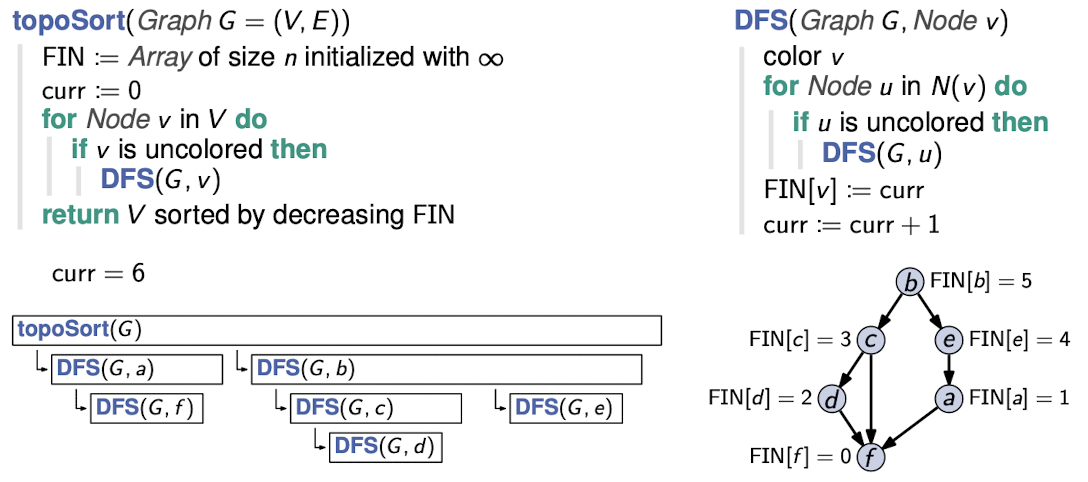 topoSort(Graph G = (V, E))
FIN := Array of size n initialized with ∞
curr := 0
for Node v in V do
if v is uncolored then
DFS(G, v)
return V sorted by decreasing FIN
DFS(Graph G, Node v)
color v
for Node u in N(v) do
if u is uncolored then
DFS(G, u)
FIN[v] := curr
curr := curr + 1
curr = 6
topoSort(G)
DFS(G, a)
DFS(G, b)
DFS(G, f)
DFS(G, c)
DFS(G, e)
DFS(G, d)
b FIN[b] = 5
FIN[c] = 3 c
e FIN[e] = 4
FIN[d] = 2 d
a FIN[a] = 1
FIN[f] = 0 f